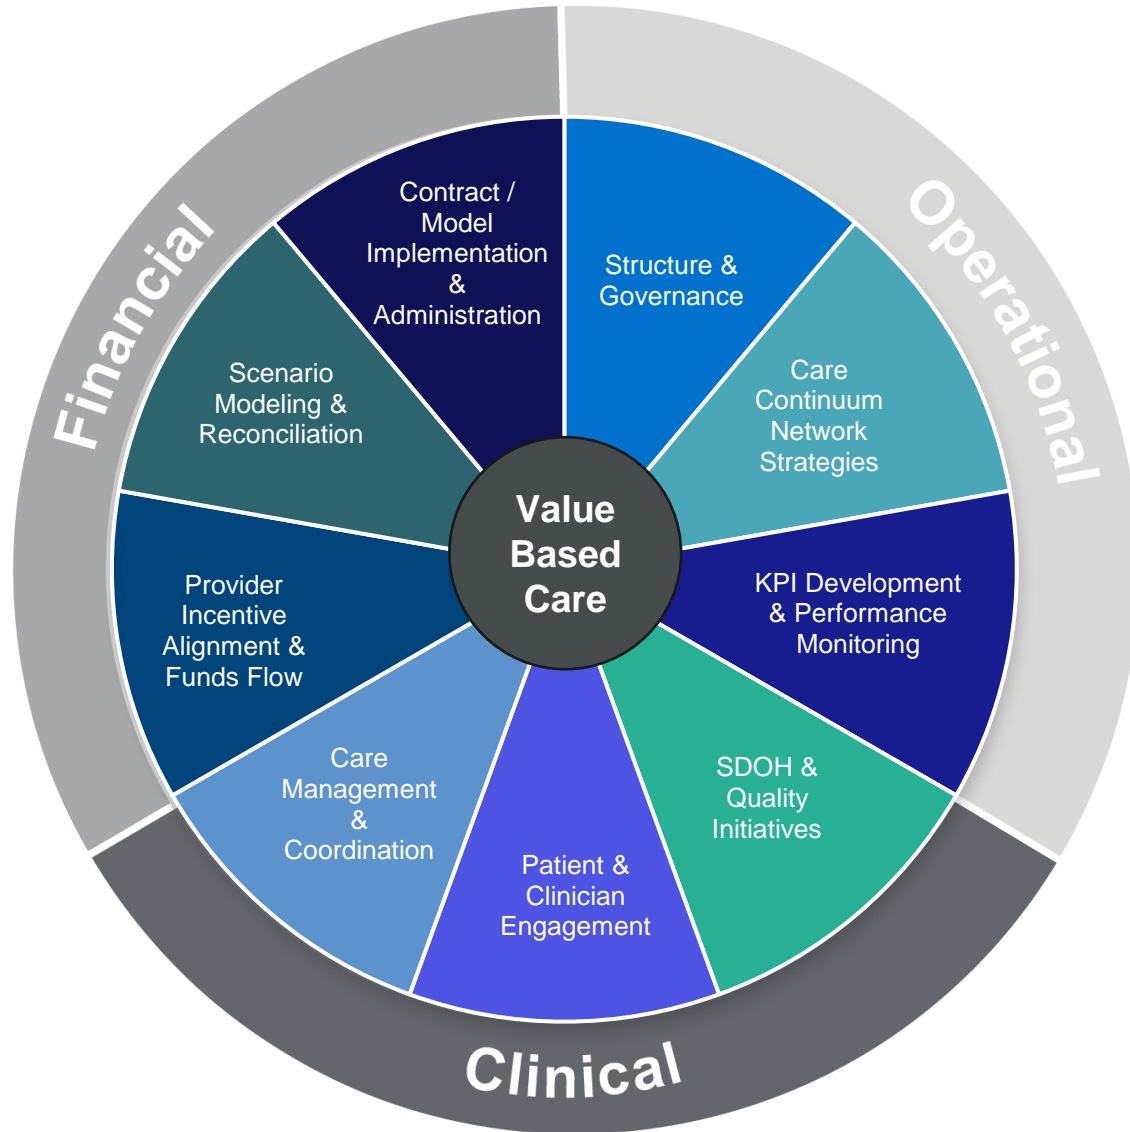 Financial
Operational
Clinical
Value
Based
Care
Contract /
Model
Implementation
&
Administration
Structure &
Governance
Care
Continuum
Network
Strategies
KPI Development
& Performance
Monitoring
SDOH &
Quality
Initiatives
Patient &
Clinician
Engagement
Care
Management
&
Coordination
Provider
Incentive
Alignment &
Funds Flow
Scenario
Modeling &
Reconciliation